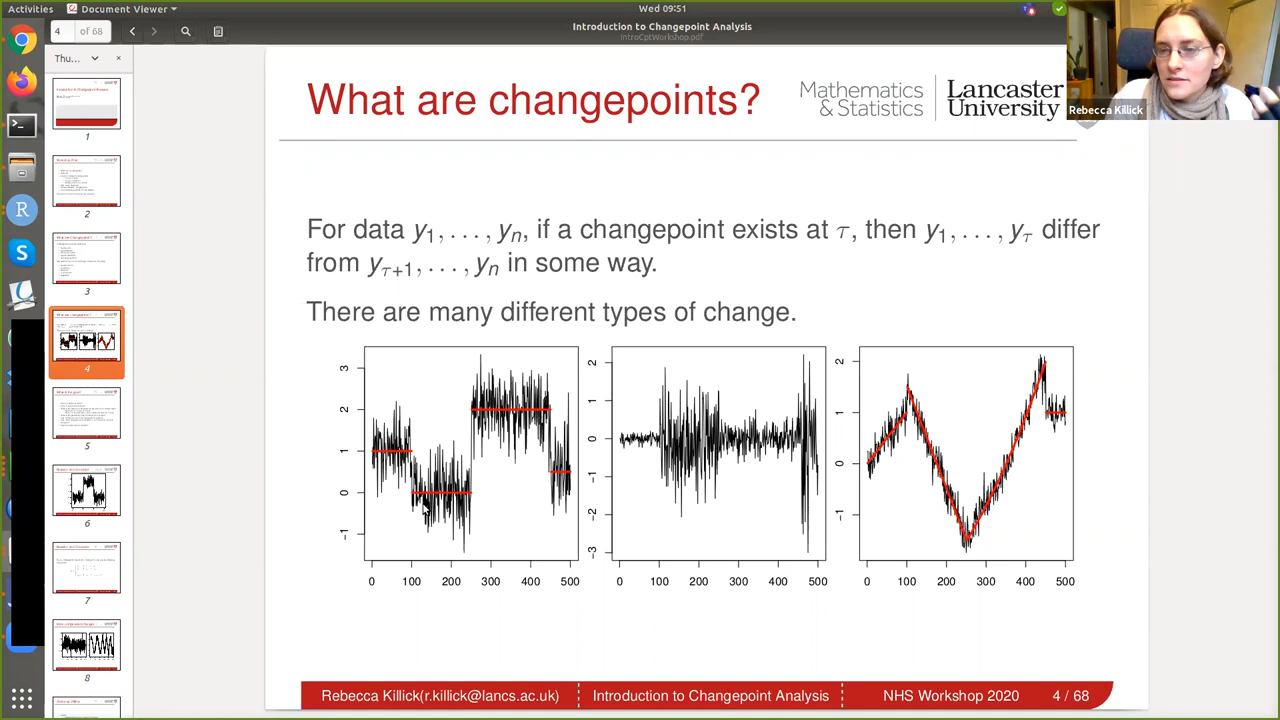 Activities
Document Viewer
Wed 09:51
4
of 68
Introduction to Changepoint Analysis
IntroCptWorkshop.pdf
Thu...
1
2
3
4
5
6
7
8
What are changepoints?
Mathematics
& Statistics
Lancaster
University
Rebecca Killick
For data y1, . . . , yn, if a changepoint exists at τ, then y1, . . . , yτ differ
from yτ+1, . . . , yn in some way.
There are many different types of change.
3
2
1
0
-1
0 100 200 300 400 500
2
1
0
-1
-2
-3
0 100 200 300 400 500
2
1
0
-1
0 100 200 300 400 500
Rebecca Killick(r.killick@lancs.ac.uk)
Introduction to Changepoint Analysis
NHS Workshop 2020
4 / 68